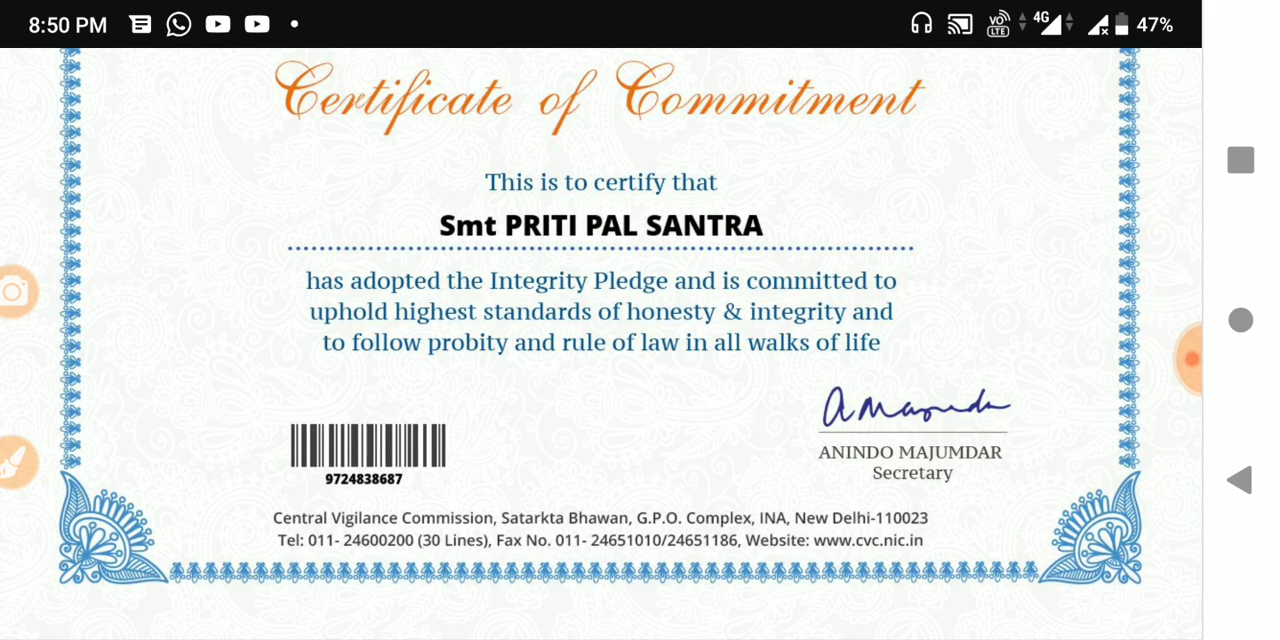 8:50 PM
VO
LTE
4G
47%
Certificate of Commitment
This is to certify that
Smt PRITI PAL SANTRA
has adopted the Integrity Pledge and is committed to
uphold highest standards of honesty & integrity and
to follow probity and rule of law in all walks of life
A Majumdar
ANINDO MAJUMDAR
Secretary
9724838687
Central Vigilance Commission, Satarkta Bhawan, G.P.O. Complex, INA, New Delhi-110023
Tel: 011- 24600200 (30 Lines), Fax No. 011- 24651010/24651186, Website: www.cvc.nic.in